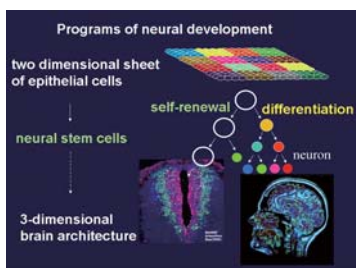 Programs of neural development
two dimensional sheet
of epithelial cells
self-renewal
differentiation
neural stem cells
neuron
3-dimensional
brain architecture